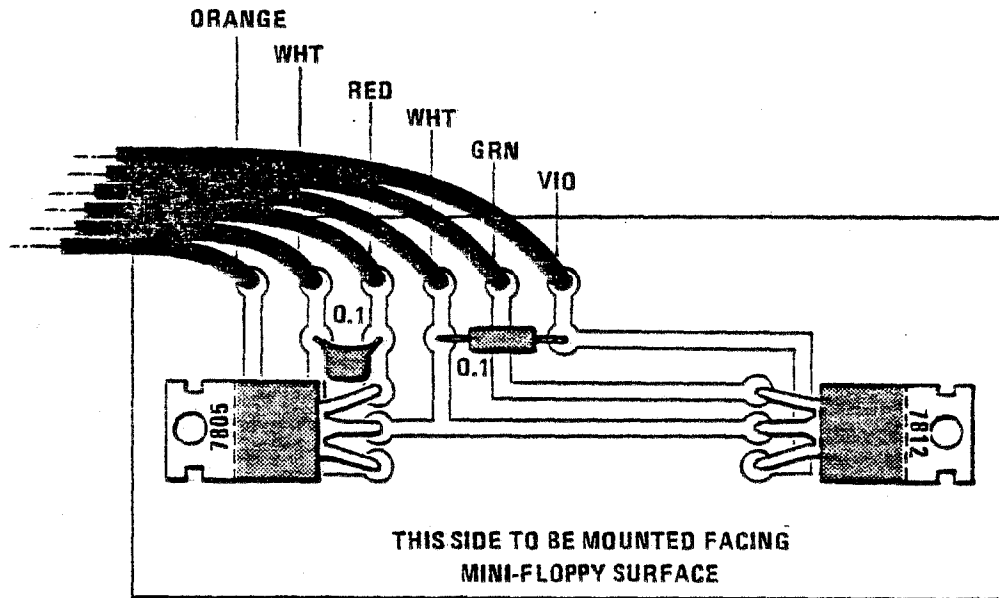 ORANGE
WHT
RED
WHT
GRN
VIO
0.1
0.1
7805
7812
THIS SIDE TO BE MOUNTED FACING
MINI-FLOPPY SURFACE